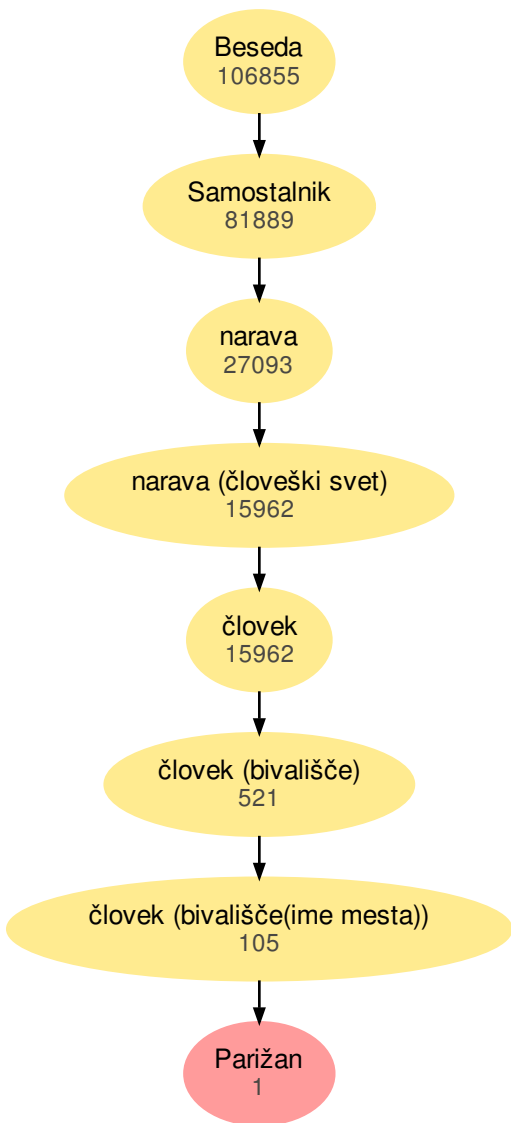 Beseda
106855
Samostalnik
81889
narava
27093
narava (človeški svet)
15962
človek
15962
človek (bivališče)
521
človek (bivališče(ime mesta))
105
Parižan
1